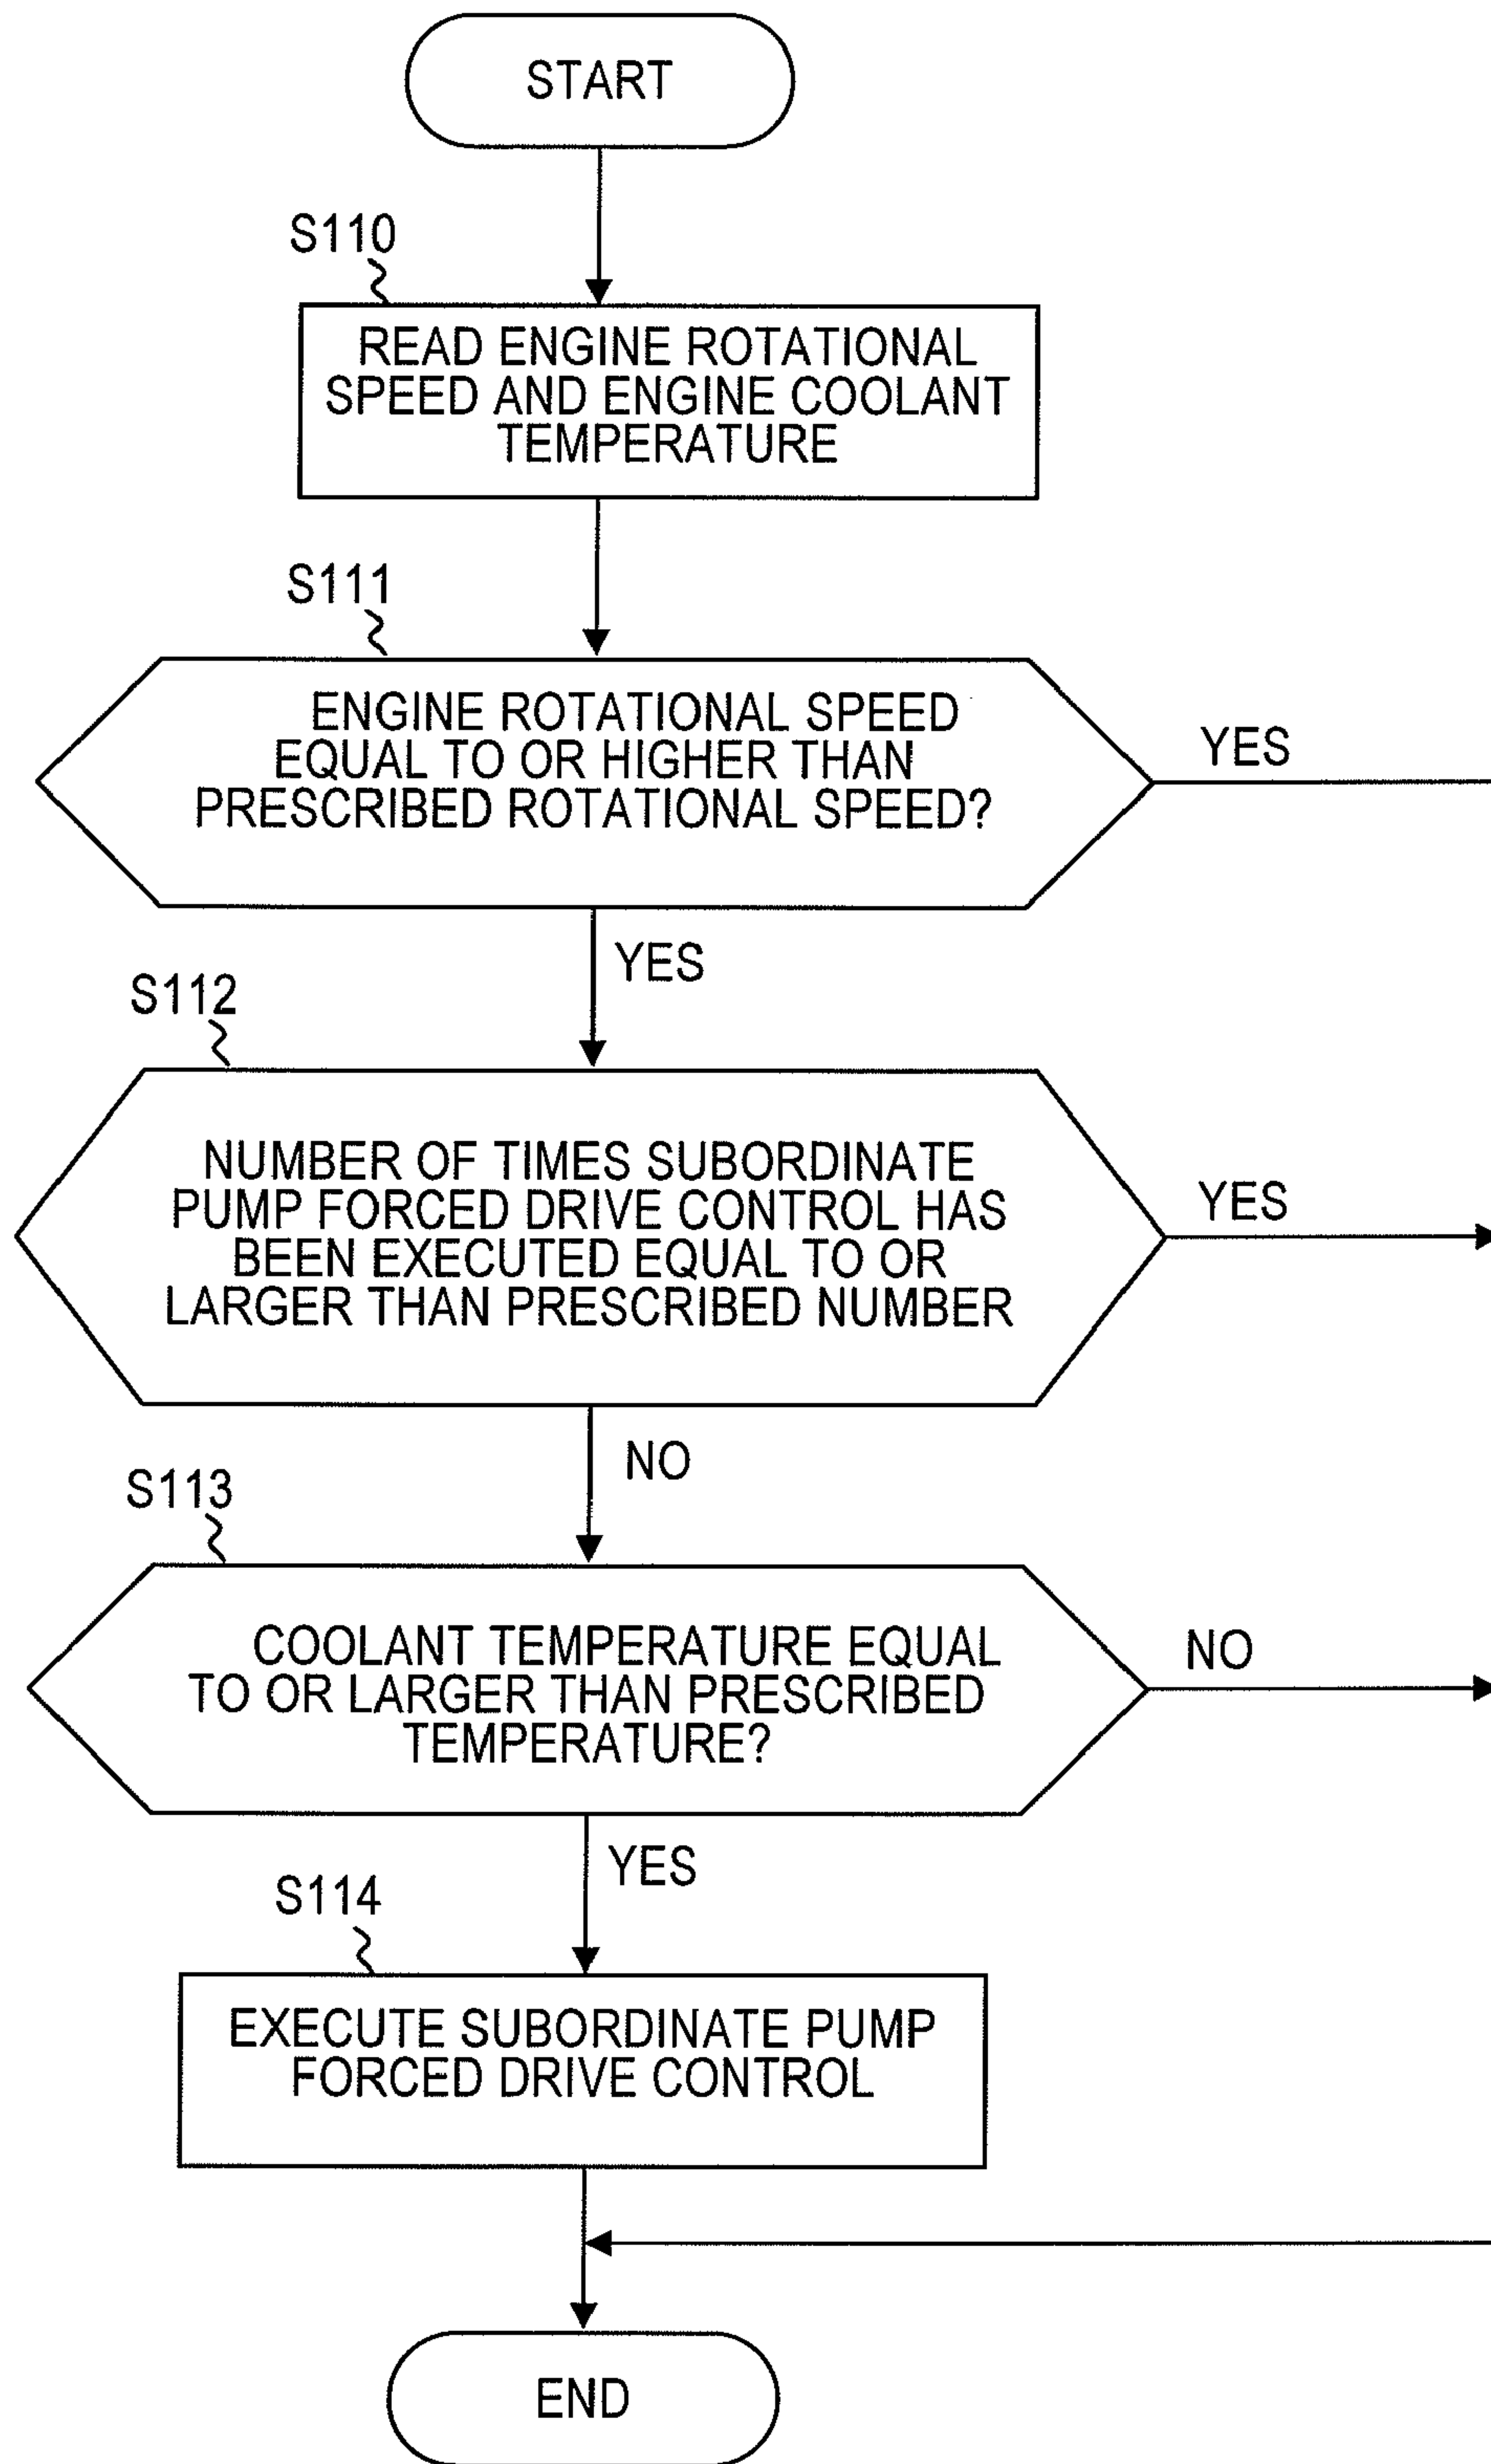 START
S110
READ ENGINE ROTATIONAL
SPEED AND ENGINE COOLANT
TEMPERATURE
S111
ENGINE ROTATIONAL SPEED
EQUAL TO OR HIGHER THAN
PRESCRIBED ROTATIONAL SPEED?
YES
YES
S112
NUMBER OF TIMES SUBORDINATE
PUMP FORCED DRIVE CONTROL HAS
BEEN EXECUTED EQUAL TO OR
LARGER THAN PRESCRIBED NUMBER
YES
NO
S113
COOLANT TEMPERATURE EQUAL
TO OR LARGER THAN PRESCRIBED
TEMPERATURE?
NO
YES
S114
EXECUTE SUBORDINATE PUMP
FORCED DRIVE CONTROL
END